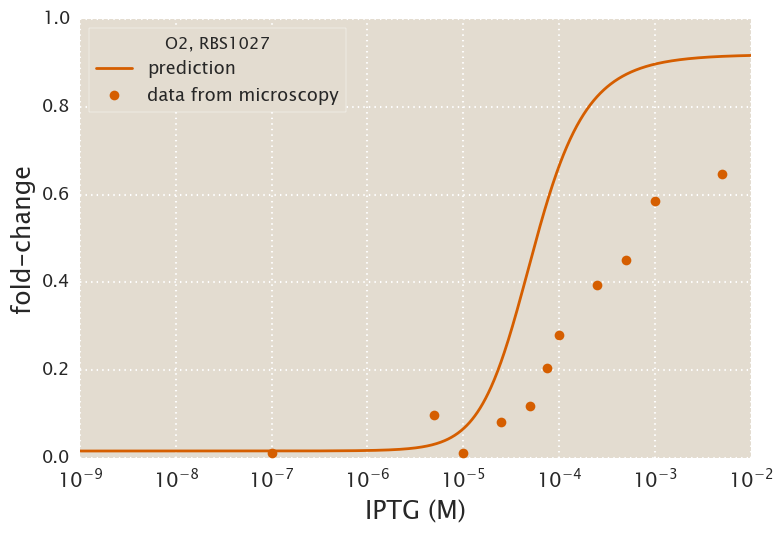 1.0
O2, RBS1027
prediction
data from microscopy
0.8
0.6
0.4
0.2
0.0
fold−change
10⁻⁹ 10⁻⁸ 10⁻⁷ 10⁻⁶ 10⁻⁵ 10⁻⁴ 10⁻³ 10⁻²
IPTG (M)